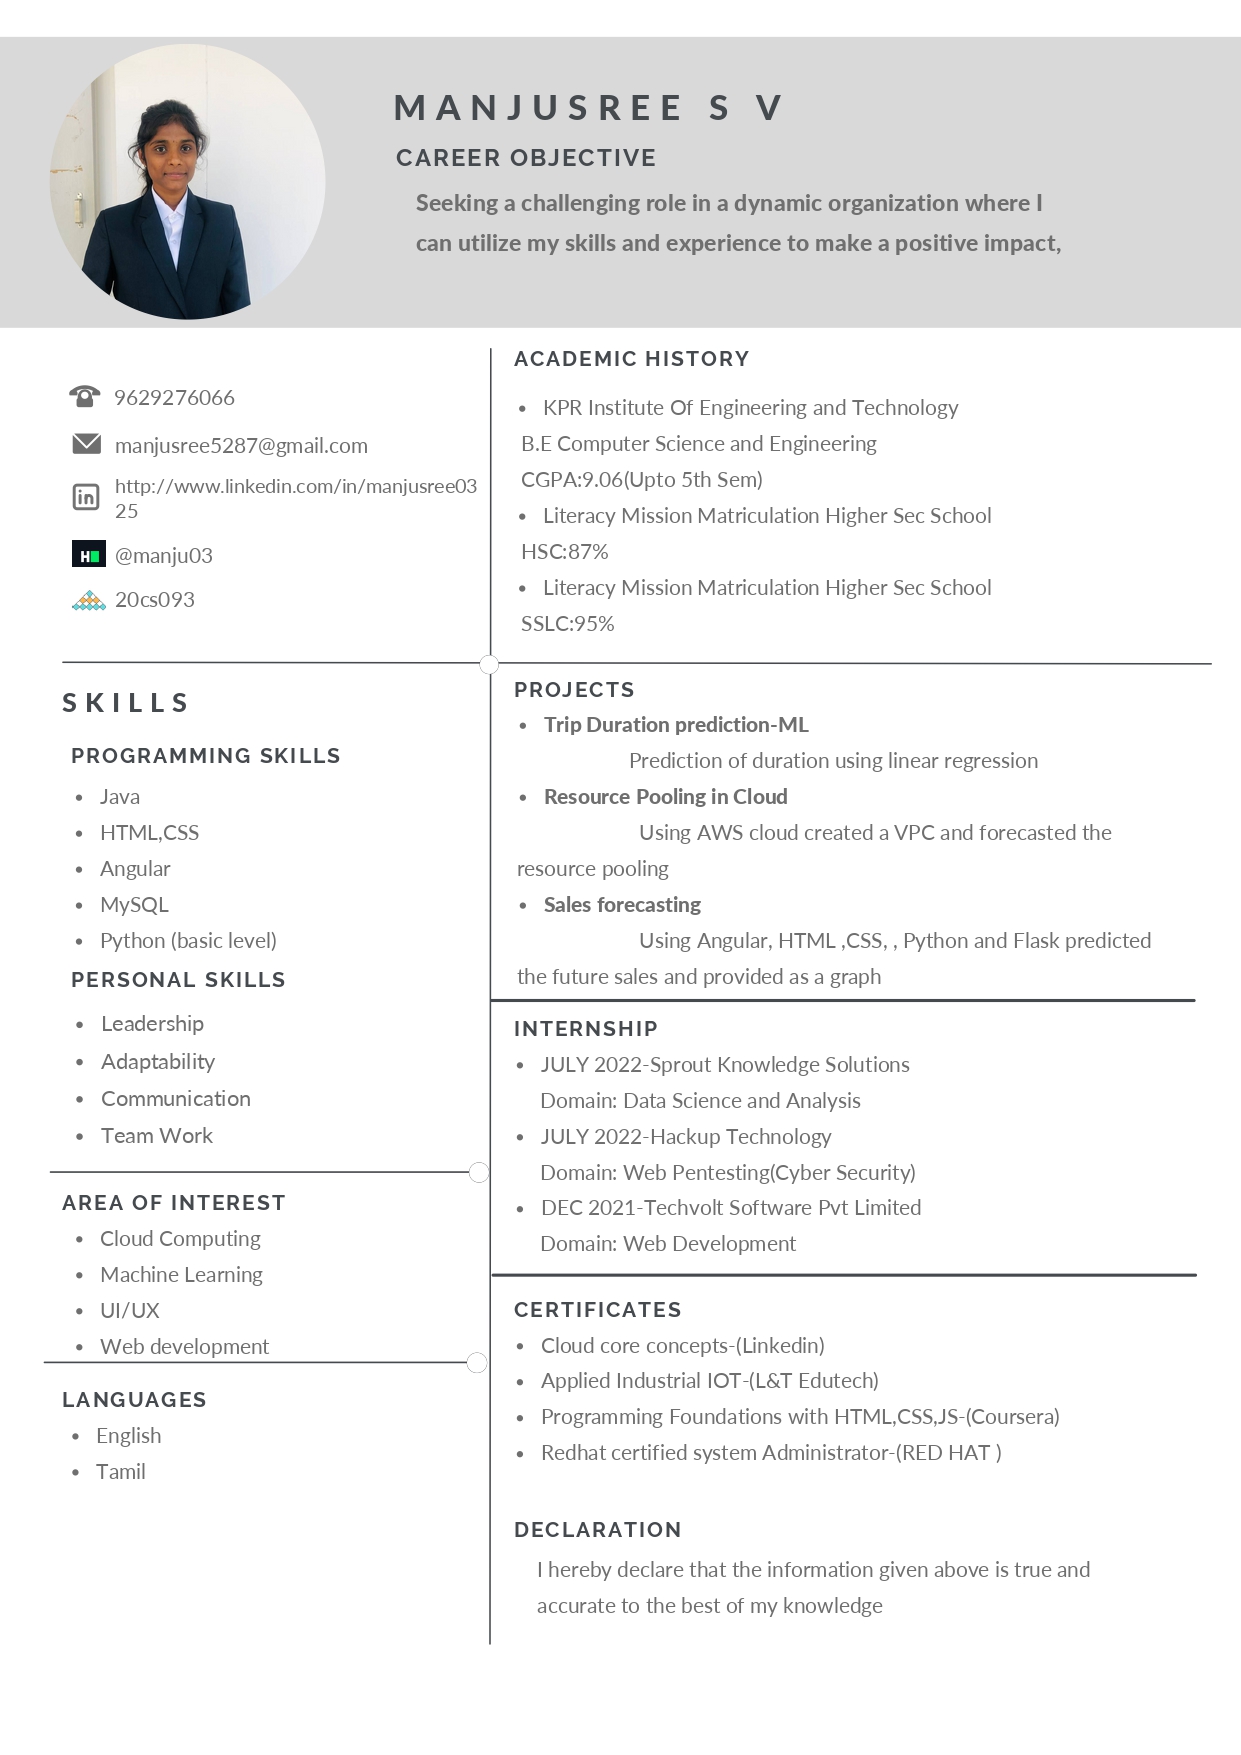 MANJUSREE S V
CAREER OBJECTIVE
Seeking a challenging role in a dynamic organization where I
can utilize my skills and experience to make a positive impact,
9629276066
manjusree5287@gmail.com
http://www.linkedin.com/in/manjusree03
25
@manju03
20cs093
ACADEMIC HISTORY
• KPR Institute Of Engineering and Technology
B.E Computer Science and Engineering
CGPA:9.06(Upto 5th Sem)
• Literacy Mission Matriculation Higher Sec School
HSC:87%
• Literacy Mission Matriculation Higher Sec School
SSLC:95%
SKILLS
PROGRAMMING SKILLS
• Java
• HTML,CSS
• Angular
• MySQL
• Python (basic level)
PERSONAL SKILLS
• Leadership
• Adaptability
• Communication
• Team Work
AREA OF INTEREST
• Cloud Computing
• Machine Learning
• UI/UX
• Web development
LANGUAGES
• English
• Tamil
PROJECTS
• Trip Duration prediction-ML
Prediction of duration using linear regression
• Resource Pooling in Cloud
Using AWS cloud created a VPC and forecasted the
resource pooling
• Sales forecasting
Using Angular, HTML ,CSS, , Python and Flask predicted
the future sales and provided as a graph
INTERNSHIP
• JULY 2022-Sprout Knowledge Solutions
Domain: Data Science and Analysis
• JULY 2022-Hackup Technology
Domain: Web Pentesting(Cyber Security)
• DEC 2021-Techvolt Software Pvt Limited
Domain: Web Development
CERTIFICATES
• Cloud core concepts-(Linkedin)
• Applied Industrial IOT-(L&T Edutech)
• Programming Foundations with HTML,CSS,JS-(Coursera)
• Redhat certified system Administrator-(RED HAT )
DECLARATION
I hereby declare that the information given above is true and
accurate to the best of my knowledge